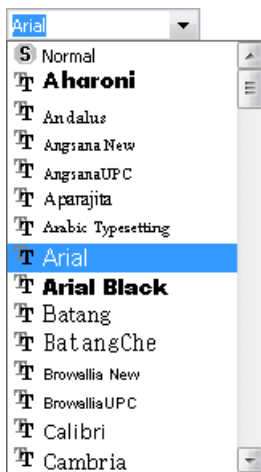 Arial
S Normal
Aharoni
Andalus
Angsana New
AngsanaUPC
Aparajita
Arabic Typesetting
Arial
Arial Black
Batang
BatangChe
Browallia New
BrowalliaUPC
Calibri
Cambria